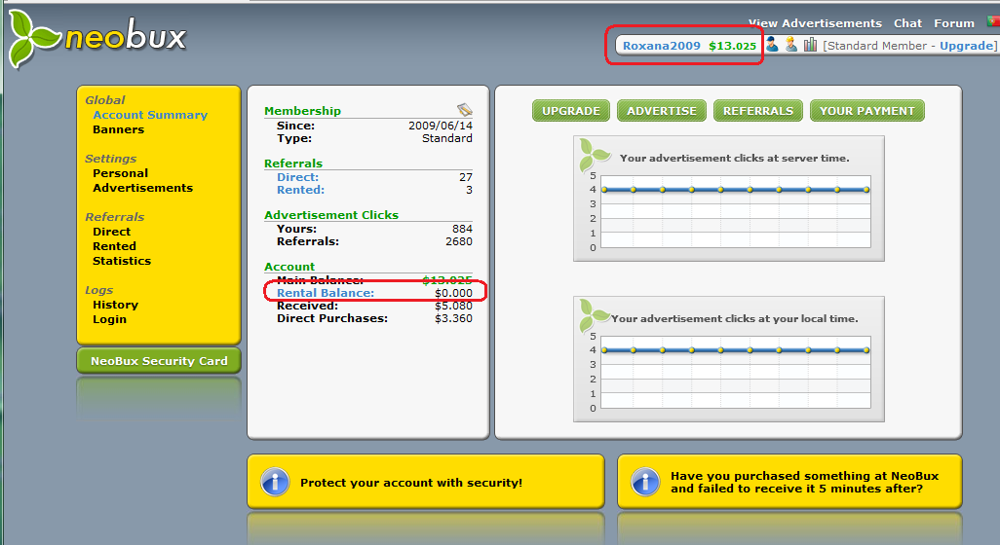 neobux
View Advertisements Chat Forum
Roxana2009 $13.025 [Standard Member - Upgrade]
Global
Account Summary
Banners
Settings
Personal
Advertisements
Referrals
Direct
Rented
Statistics
Logs
History
Login
NeoBux Security Card
Membership
Since: 2009/06/14
Type: Standard
Referrals
Direct: 27
Rented: 3
Advertisement Clicks
Yours: 884
Referrals: 2680
Account
Main Balance: $13.025
Rental Balance: $0.000
Received: $5.080
Direct Purchases: $3.360
UPGRADE ADVERTISE REFERRALS YOUR PAYMENT
Your advertisement clicks at server time.
5
4
3
2
1
0
Your advertisement clicks at your local time.
5
4
3
2
1
0
Protect your account with security!
Have you purchased something at NeoBux
and failed to receive it 5 minutes after?